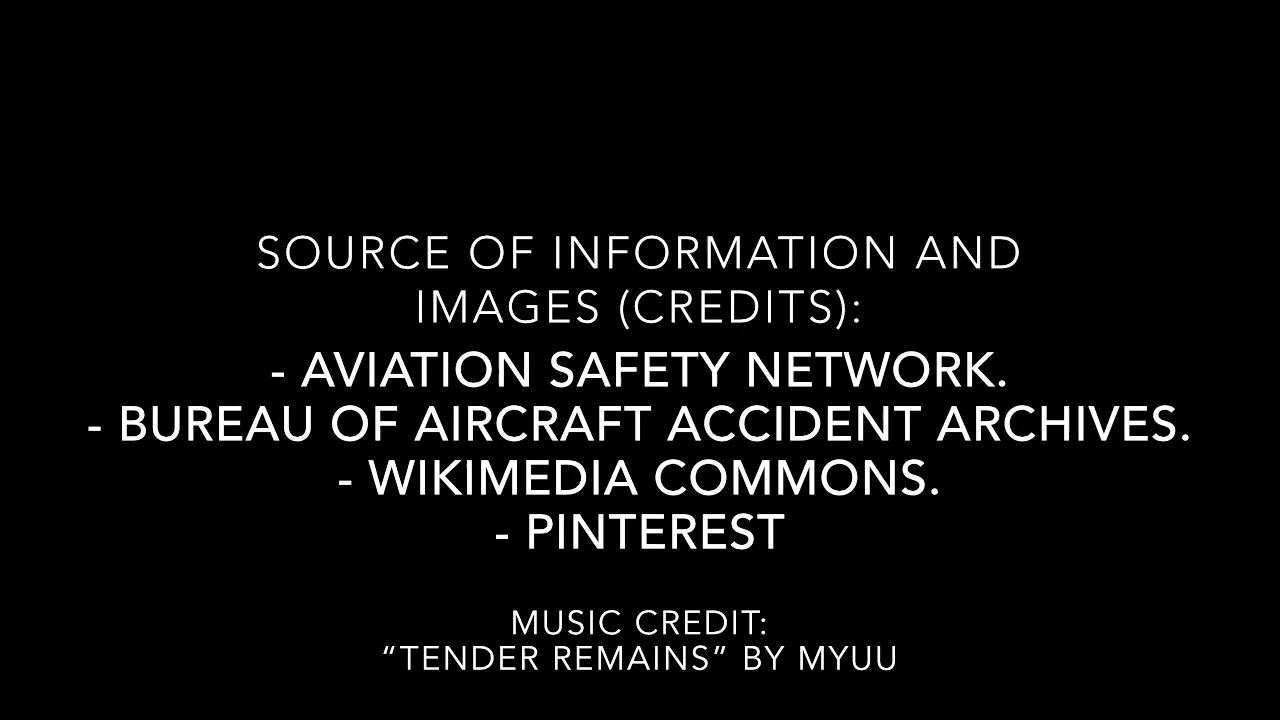 SOURCE OF INFORMATION AND
IMAGES (CREDITS):
- AVIATION SAFETY NETWORK.
- BUREAU OF AIRCRAFT ACCIDENT ARCHIVES.
- WIKIMEDIA COMMONS.
- PINTEREST
MUSIC CREDIT:
“TENDER REMAINS” BY MYUU